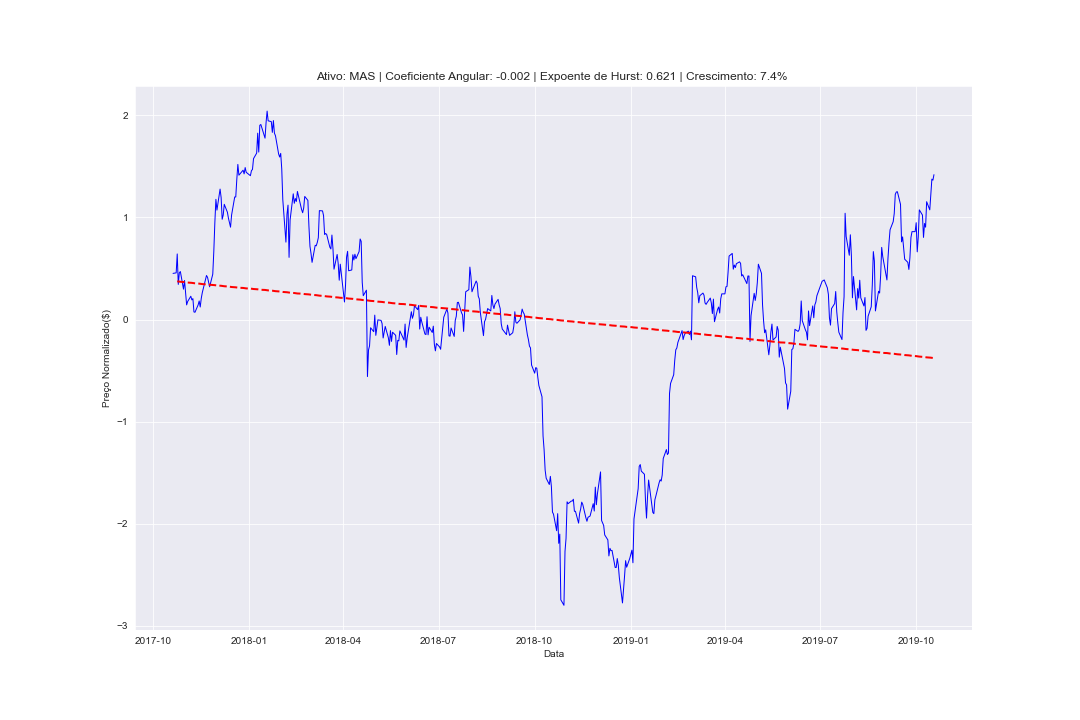 Ativo: MAS | Coeficiente Angular: -0.002 | Expoente de Hurst: 0.621 | Crescimento: 7.4%
Preço Normalizado($)
2
1
0
−1
−2
−3
2017-10 2018-01 2018-04 2018-07 2018-10 2019-01 2019-04 2019-07 2019-10
Data